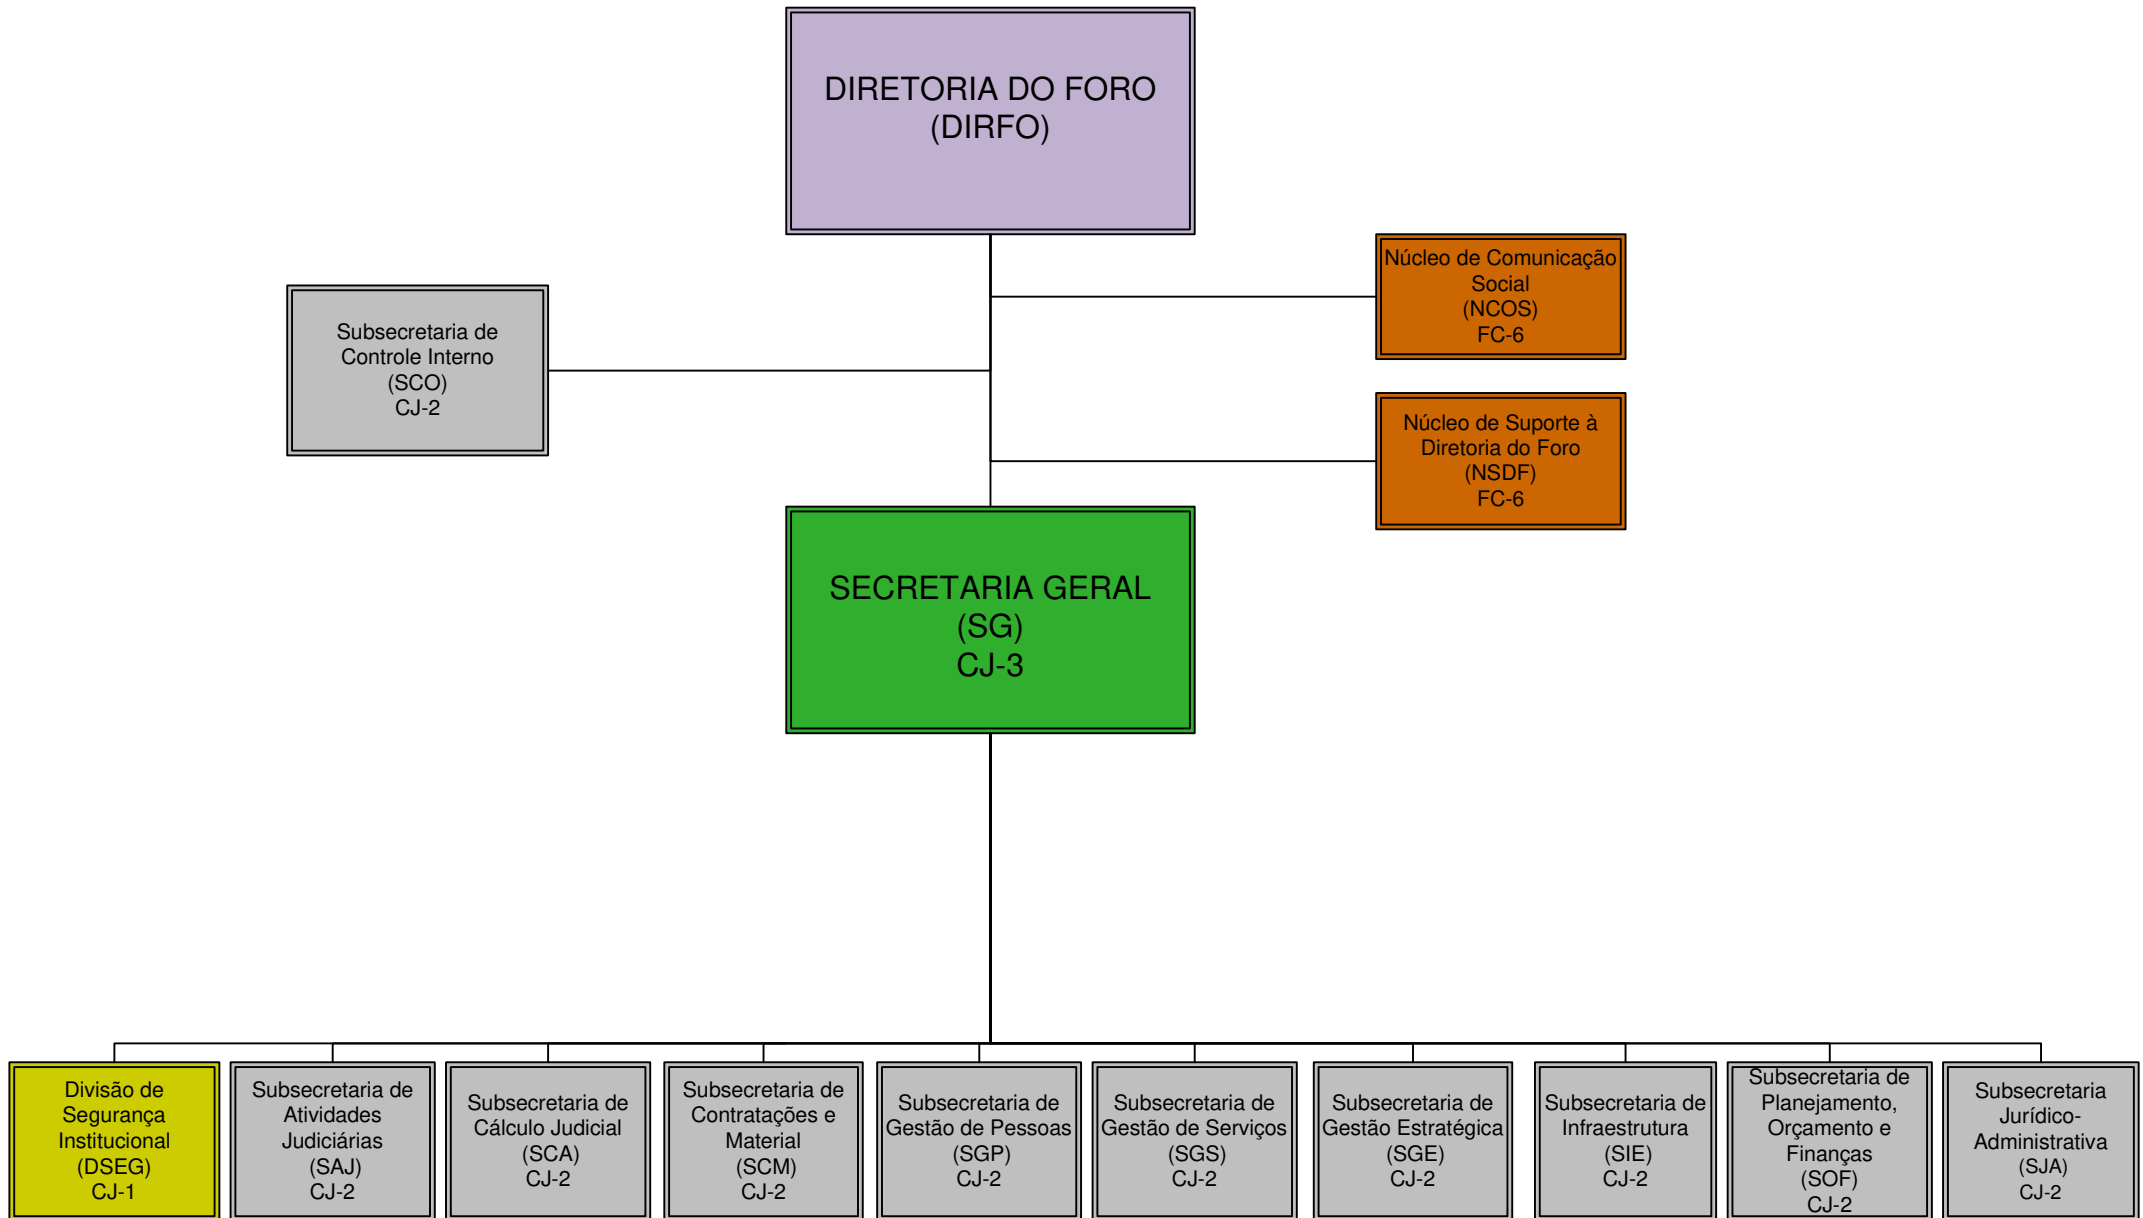 DIRETORIA DO FORO
(DIRFO)
Núcleo de Comunicação
Social
(NCOS)
FC-6
Subsecretaria de
Controle Interno
(SCO)
CJ-2
Núcleo de Suporte à
Diretoria do Foro
(NSDF)
FC-6
SECRETARIA GERAL
(SG)
CJ-3
Divisão de
Segurança
Institucional
(DSEG)
CJ-1
Subsecretaria de
Atividades
Judiciárias
(SAJ)
CJ-2
Subsecretaria de
Cálculo Judicial
(SCA)
CJ-2
Subsecretaria de
Contratações e
Material
(SCM)
CJ-2
Subsecretaria de
Gestão de Pessoas
(SGP)
CJ-2
Subsecretaria de
Gestão de Serviços
(SGS)
CJ-2
Subsecretaria de
Gestão Estratégica
(SGE)
CJ-2
Subsecretaria de
Infraestrutura
(SIE)
CJ-2
Subsecretaria de
Planejamento,
Orçamento e
Finanças
(SOF)
CJ-2
Subsecretaria
Jurídico-
Administrativa
(SJA)
CJ-2